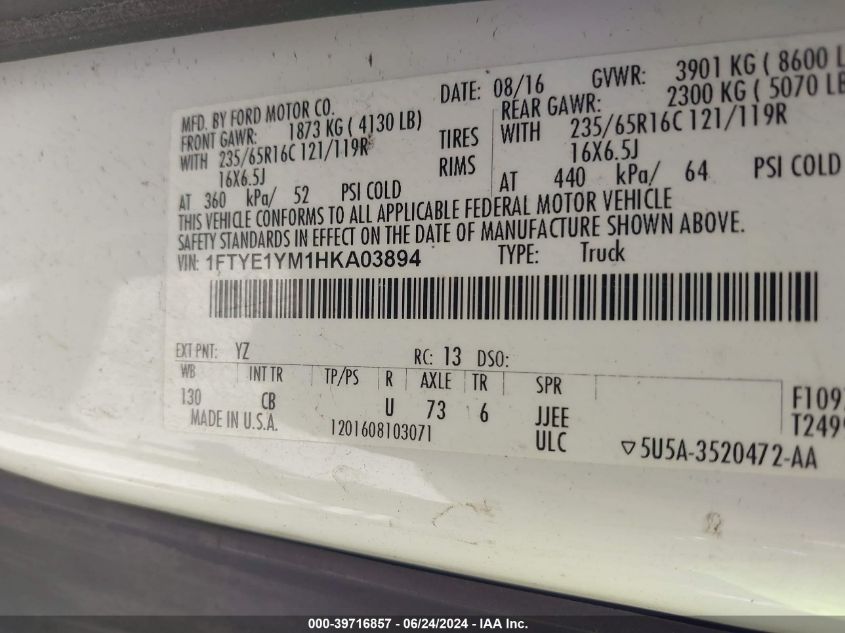 MFD. BY FORD MOTOR CO.
DATE: 08/16 GVWR: 3901 KG ( 8600 L
FRONT GAWR: 1873 KG ( 4130 LB)
REAR GAWR: 2300 KG ( 5070 LB
WITH 235/65R16C 121/119R TIRES WITH 235/65R16C 121/119R
16X6.5J RIMS 16X6.5J
AT 360 kPa/ 52 PSI COLD AT 440 kPa/ 64 PSI COLD
THIS VEHICLE CONFORMS TO ALL APPLICABLE FEDERAL MOTOR VEHICLE
SAFETY STANDARDS IN EFFECT ON THE DATE OF MANUFACTURE SHOWN ABOVE.
VIN: 1FTYE1YM1HKA03894 TYPE: Truck
EXT PNT: YZ RC: 13 DSO:
WB INT TR TP/PS R AXLE TR SPR
130 CB U 73 6 JJEE F109
MADE IN U.S.A. 1201608103071 ULC T249
5U5A-3520472-AA
000-39716857 - 06/24/2024 - IAA Inc.